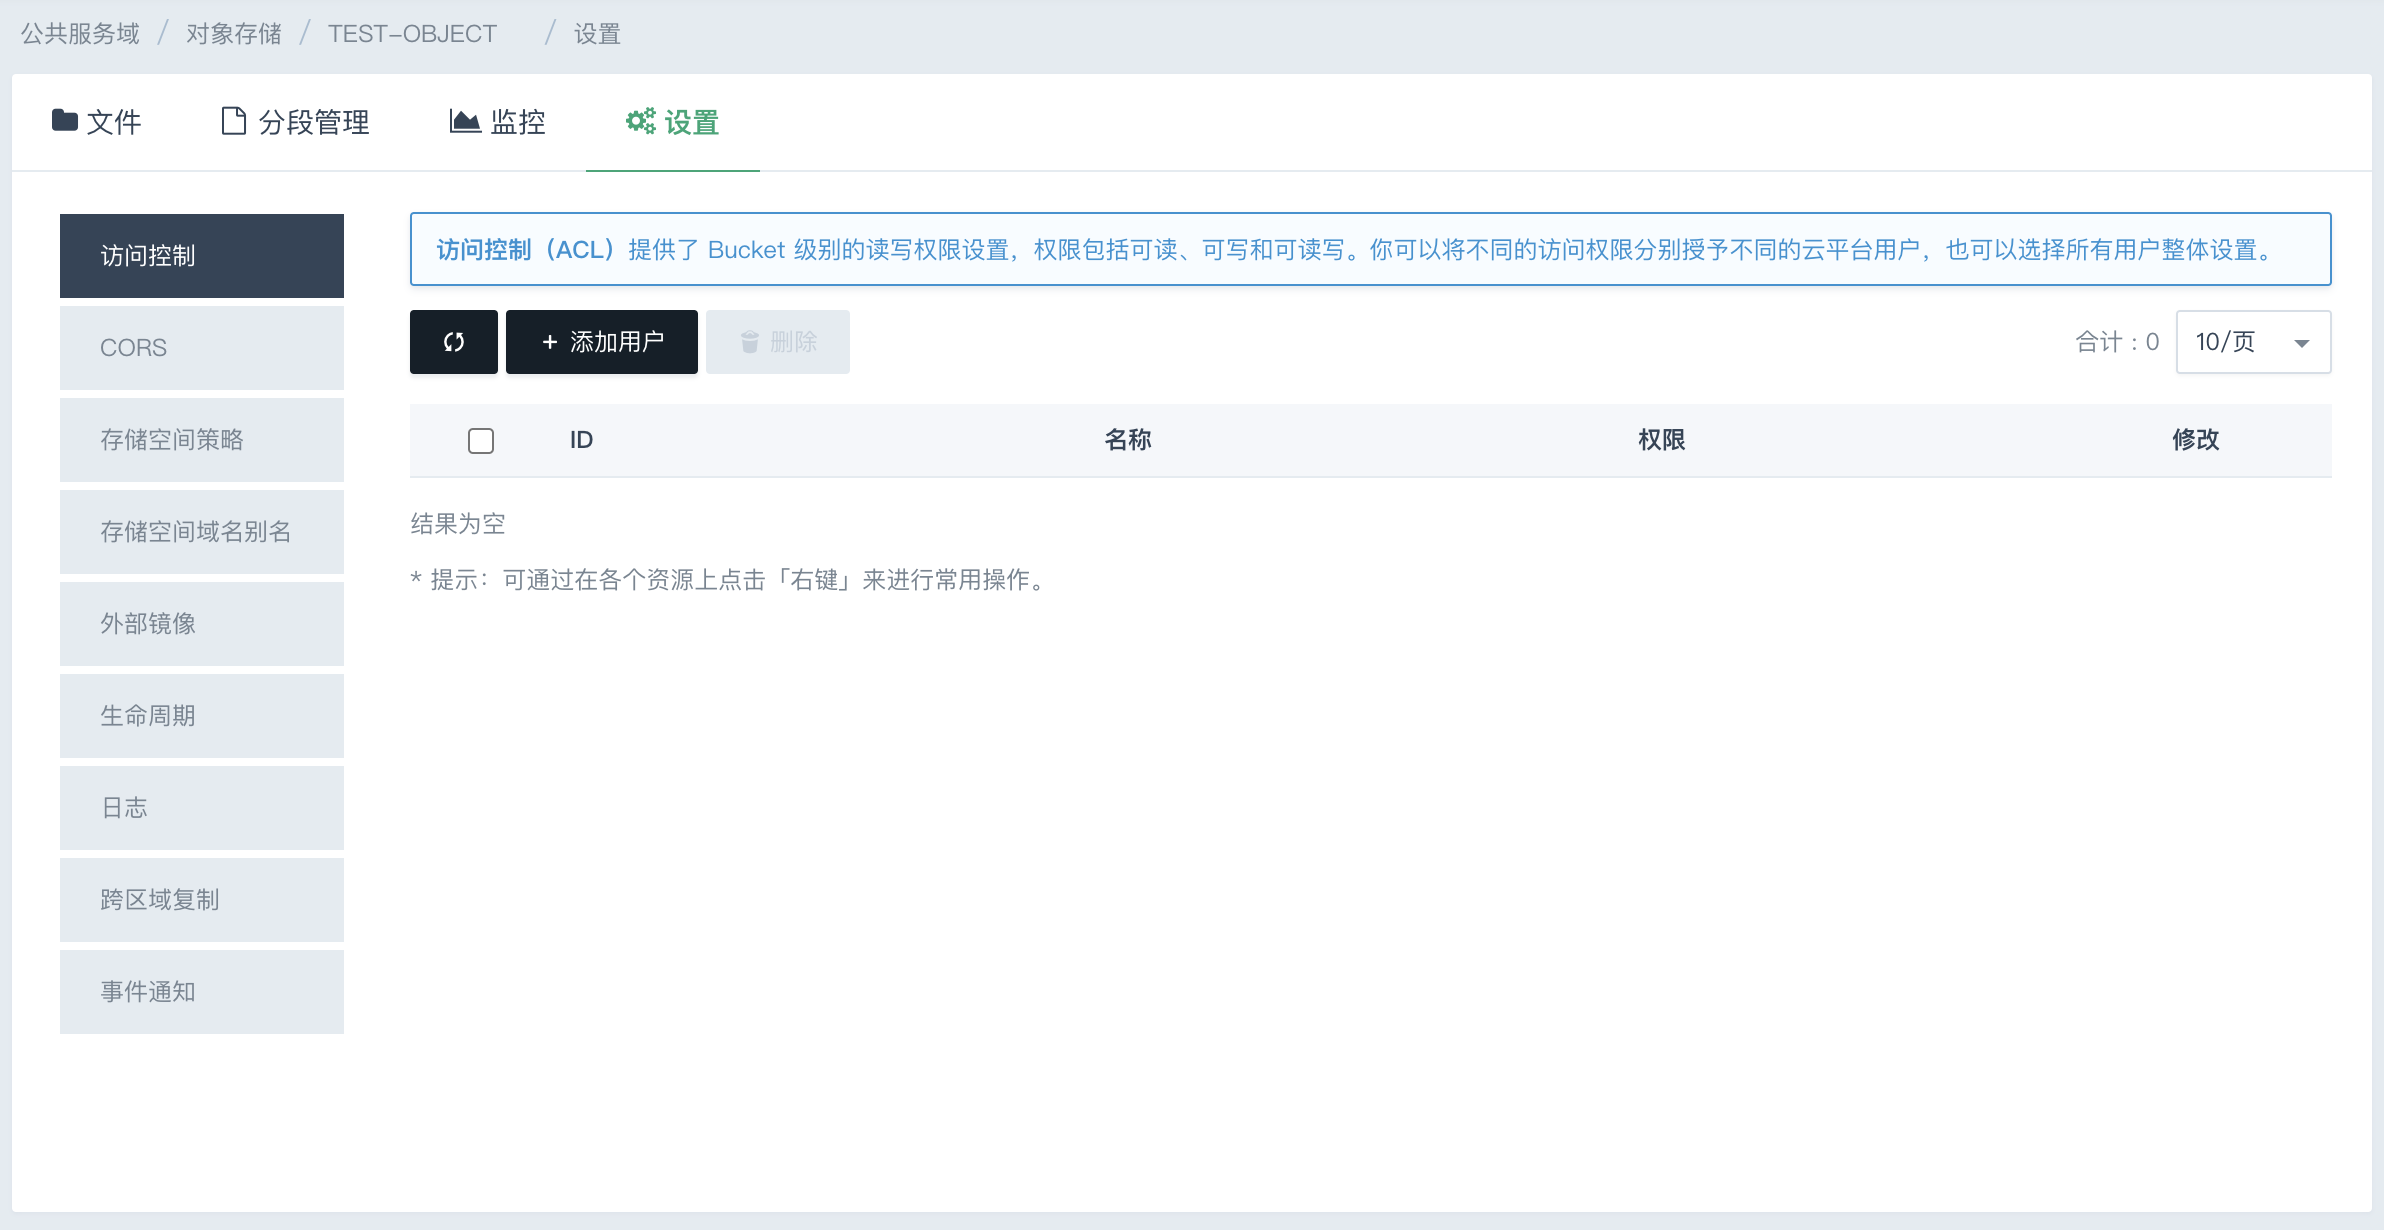 公共服务域 / 对象存储 / TEST-OBJECT / 设置
文件 分段管理 监控 设置
访问控制
CORS
存储空间策略
存储空间域名别名
外部镜像
生命周期
日志
跨区域复制
事件通知
访问控制（ACL）提供了 Bucket 级别的读写权限设置，权限包括可读、可写和可读写。你可以将不同的访问权限分别授予不同的云平台用户，也可以选择所有用户整体设置。
+ 添加用户 删除 合计：0 10/页
ID 名称 权限 修改
结果为空
* 提示：可通过在各个资源上点击「右键」来进行常用操作。